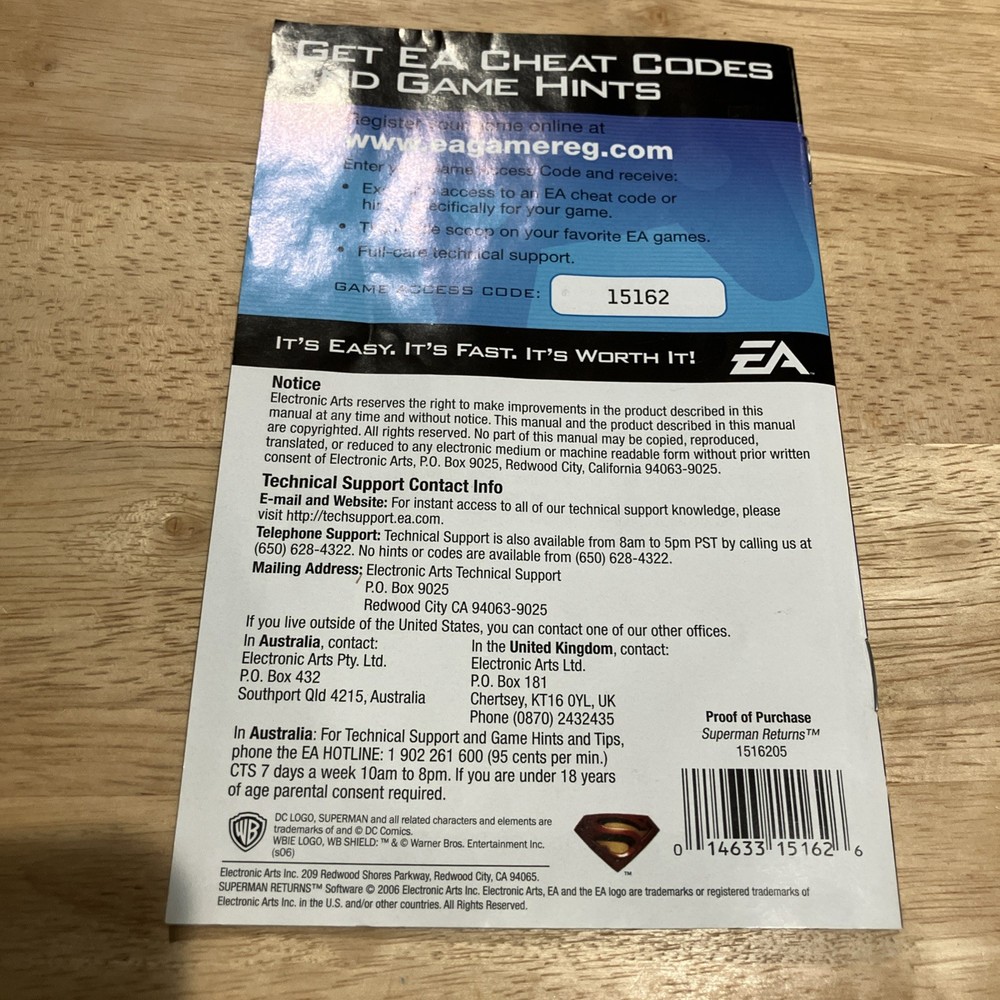 GET EA CHEAT CODES
GAME HINTS
Register online at
www.eagamereg.com
Enter Code and receive:
• access to an EA cheat code or
for your game.
• scoop on your favorite EA games.
• Full-care technical support.
GAME ACCESS CODE: 15162
IT'S EASY. IT'S FAST. IT'S WORTH IT! EA
Notice
Electronic Arts reserves the right to make improvements in the product described in this
manual at any time and without notice. This manual and the product described in this manual
are copyrighted. All rights reserved. No part of this manual may be copied, reproduced,
translated, or reduced to any electronic medium or machine readable form without prior written
consent of Electronic Arts, P.O. Box 9025, Redwood City, California 94063-9025.
Technical Support Contact Info
E-mail and Website: For instant access to all of our technical support knowledge, please
visit http://techsupport.ea.com.
Telephone Support: Technical Support is also available from 8am to 5pm PST by calling us at
(650) 628-4322. No hints or codes are available from (650) 628-4322.
Mailing Address: Electronic Arts Technical Support
P.O. Box 9025
Redwood City CA 94063-9025
If you live outside of the United States, you can contact one of our other offices.
In Australia, contact:
Electronic Arts Pty. Ltd.
P.O. Box 432
Southport Qld 4215, Australia
In the United Kingdom, contact:
Electronic Arts Ltd.
P.O. Box 181
Chertsey, KT16 0YL, UK
Phone (0870) 2432435
In Australia: For Technical Support and Game Hints and Tips,
phone the EA HOTLINE: 1 902 261 600 (95 cents per min.)
CTS 7 days a week 10am to 8pm. If you are under 18 years
of age parental consent required.
Proof of Purchase
Superman Returns™
1516205
0 14633 15162 6
WB
DC LOGO, SUPERMAN and all related characters and elements are
trademarks of and © DC Comics.
WBIE LOGO, WB SHIELD: ™ & © Warner Bros. Entertainment Inc.
(s06)
S ™
Electronic Arts Inc. 209 Redwood Shores Parkway, Redwood City, CA 94065.
SUPERMAN RETURNS™ Software © 2006 Electronic Arts Inc. Electronic Arts, EA and the EA logo are trademarks or registered trademarks of
Electronic Arts Inc. in the U.S. and/or other countries. All Rights Reserved.